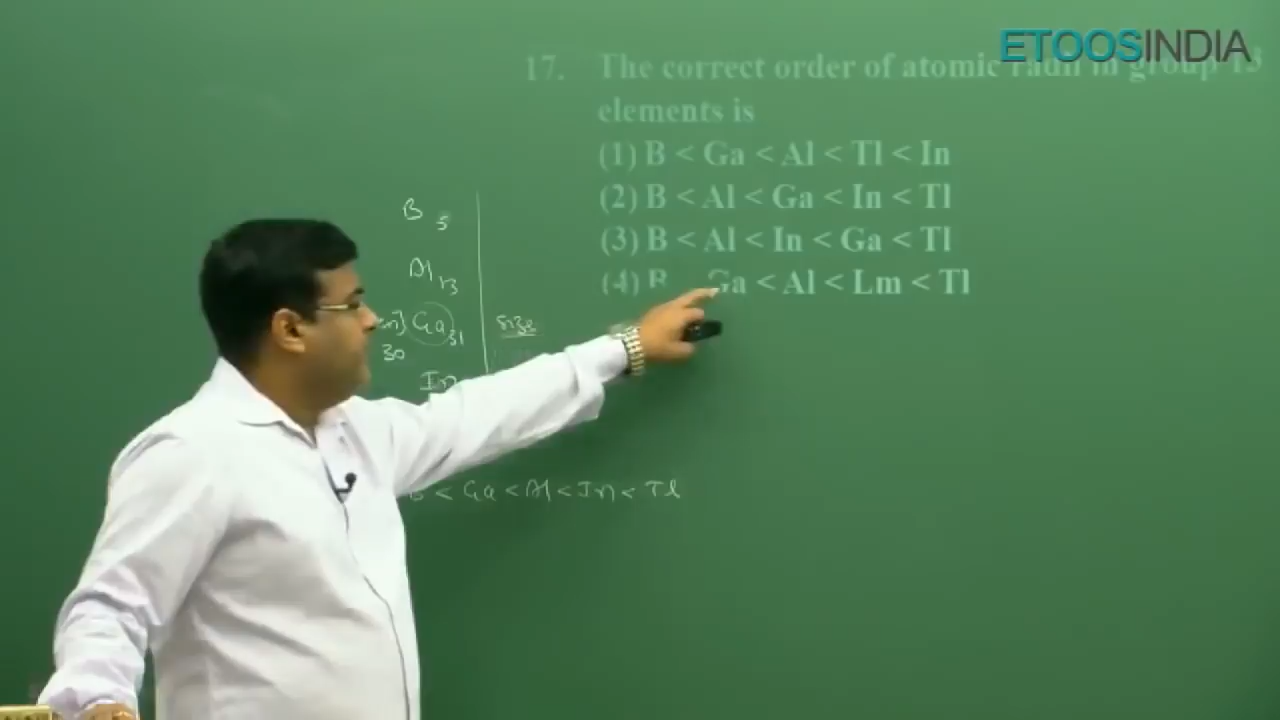 ETOOSINDIA
17. The correct order of atomic radii in group 13
elements is
(1) B < Ga < Al < Tl < In
(2) B < Al < Ga < In < Tl
(3) B < Al < In < Ga < Tl
(4) B Ga < Al < Lm < Tl
B 5
Al 13
Ga 31 size
30
In
B < Ga < Al < In < Tl